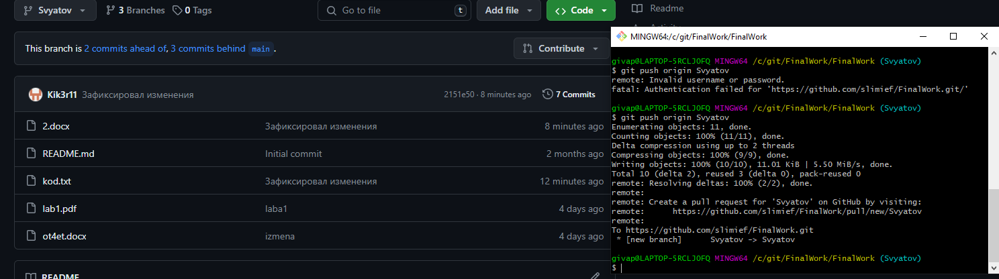 Svyatov
3 Branches
0 Tags
Go to file
t
Add file
Code
Readme
Activity
This branch is 2 commits ahead of, 3 commits behind main.
Contribute
Kik3r11 Зафиксировал изменения
2151e50 · 8 minutes ago
7 Commits
2.docx Зафиксировал изменения 8 minutes ago
README.md Initial commit 2 months ago
kod.txt Зафиксировал изменения 12 minutes ago
lab1.pdf laba1 4 days ago
ot4et.docx izmena 4 days ago
README
MINGW64:/c/git/FinalWork/FinalWork
givap@LAPTOP-5RCLJOFQ MINGW64 /c/git/FinalWork/FinalWork (Svyatov)
$ git push origin Svyatov
remote: Invalid username or password.
fatal: Authentication failed for 'https://github.com/slimief/FinalWork.git/'
givap@LAPTOP-5RCLJOFQ MINGW64 /c/git/FinalWork/FinalWork (Svyatov)
$ git push origin Svyatov
Enumerating objects: 11, done.
Counting objects: 100% (11/11), done.
Delta compression using up to 2 threads
Compressing objects: 100% (9/9), done.
Writing objects: 100% (10/10), 11.01 KiB | 5.50 MiB/s, done.
Total 10 (delta 2), reused 3 (delta 0), pack-reused 0
remote: Resolving deltas: 100% (2/2), done.
remote:
remote: Create a pull request for 'Svyatov' on GitHub by visiting:
remote:      https://github.com/slimief/FinalWork/pull/new/Svyatov
remote:
To https://github.com/slimief/FinalWork.git
 * [new branch]      Svyatov -> Svyatov
givap@LAPTOP-5RCLJOFQ MINGW64 /c/git/FinalWork/FinalWork (Svyatov)
$